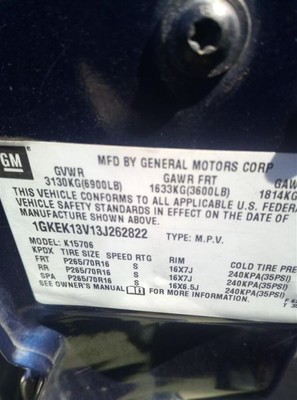 GM
MFD BY GENERAL MOTORS CORP
GVWR GAWR FRT
3130KG(6900LB) 1633KG(3600LB) 1814KG
THIS VEHICLE CONFORMS TO ALL APPLICABLE U.S. FEDER
VEHICLE SAFETY STANDARDS IN EFFECT ON THE DATE OF
MANUFACTURE SHOWN ABOVE.
1GKEK13V13J262822 TYPE: M.P.V.
MODEL: K15706
KPDX TIRE SIZE SPEED RTG RIM COLD TIRE PRE
FRT P265/70R16 S 16X7J 240KPA(35PSI)
RR P265/70R16 S 16X7J 240KPA(35PSI)
SPA P265/70R16 S 16X6.5J 240KPA(35PSI)
SEE OWNER'S MANUAL FOR MORE INFORMATION.